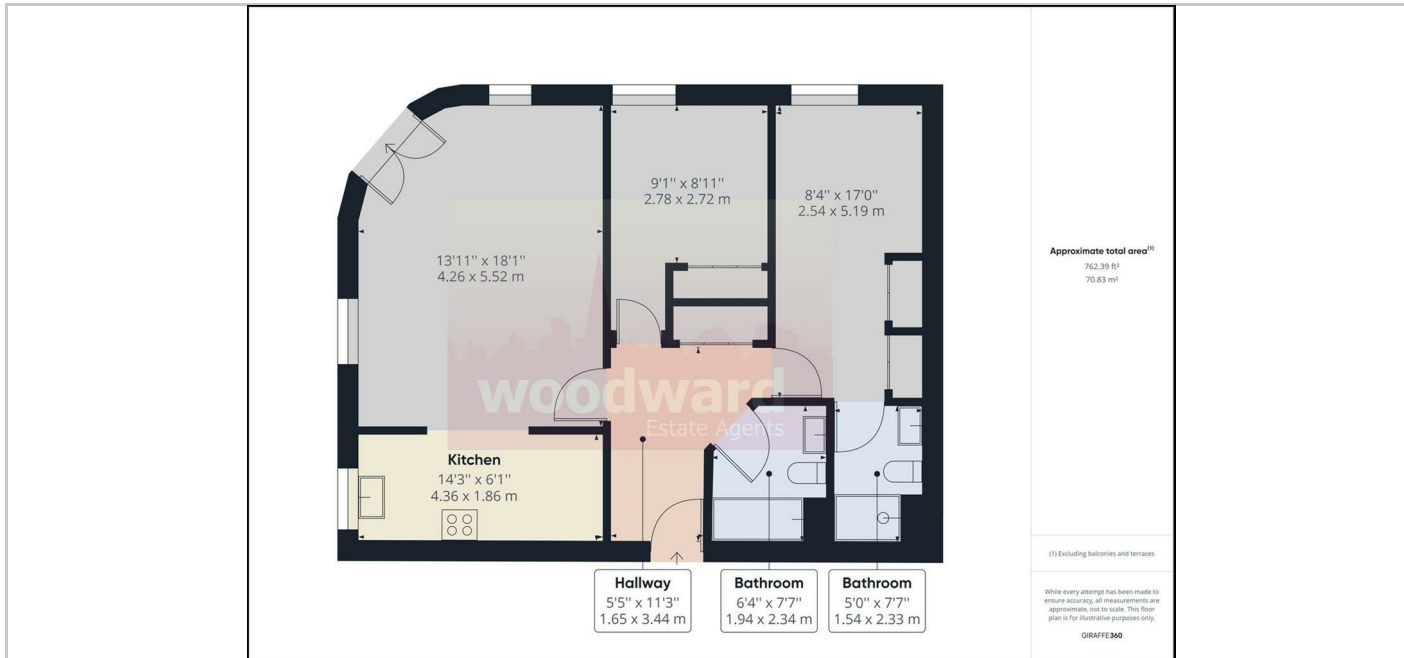 9'1'' x 8'11''
2.78 x 2.72 m
8'4'' x 17'0''
2.54 x 5.19 m
13'11'' x 18'1''
4.26 x 5.52 m
woodward
Estate Agents
Kitchen
14'3'' x 6'1''
4.36 x 1.86 m
Hallway
5'5'' x 11'3''
1.65 x 3.44 m
Bathroom
6'4'' x 7'7''
1.94 x 2.34 m
Bathroom
5'0'' x 7'7''
1.54 x 2.33 m
Approximate total area(1)
762.39 ft²
70.83 m²
(1) Excluding balconies and terraces
While every attempt has been made to
ensure accuracy, all measurements are
approximate, not to scale. This floor
plan is for illustrative purposes only.
GIRAFFE360